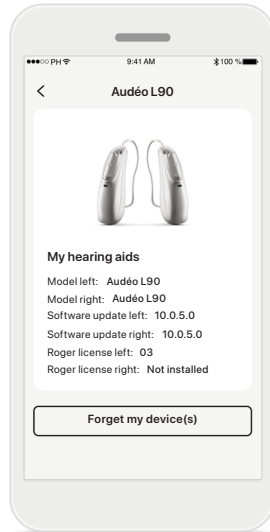 PH 9:41 AM 100 %
Audéo L90
My hearing aids
Model left: Audéo L90
Model right: Audéo L90
Software update left: 10.0.5.0
Software update right: 10.0.5.0
Roger license left: 03
Roger license right: Not installed
Forget my device(s)